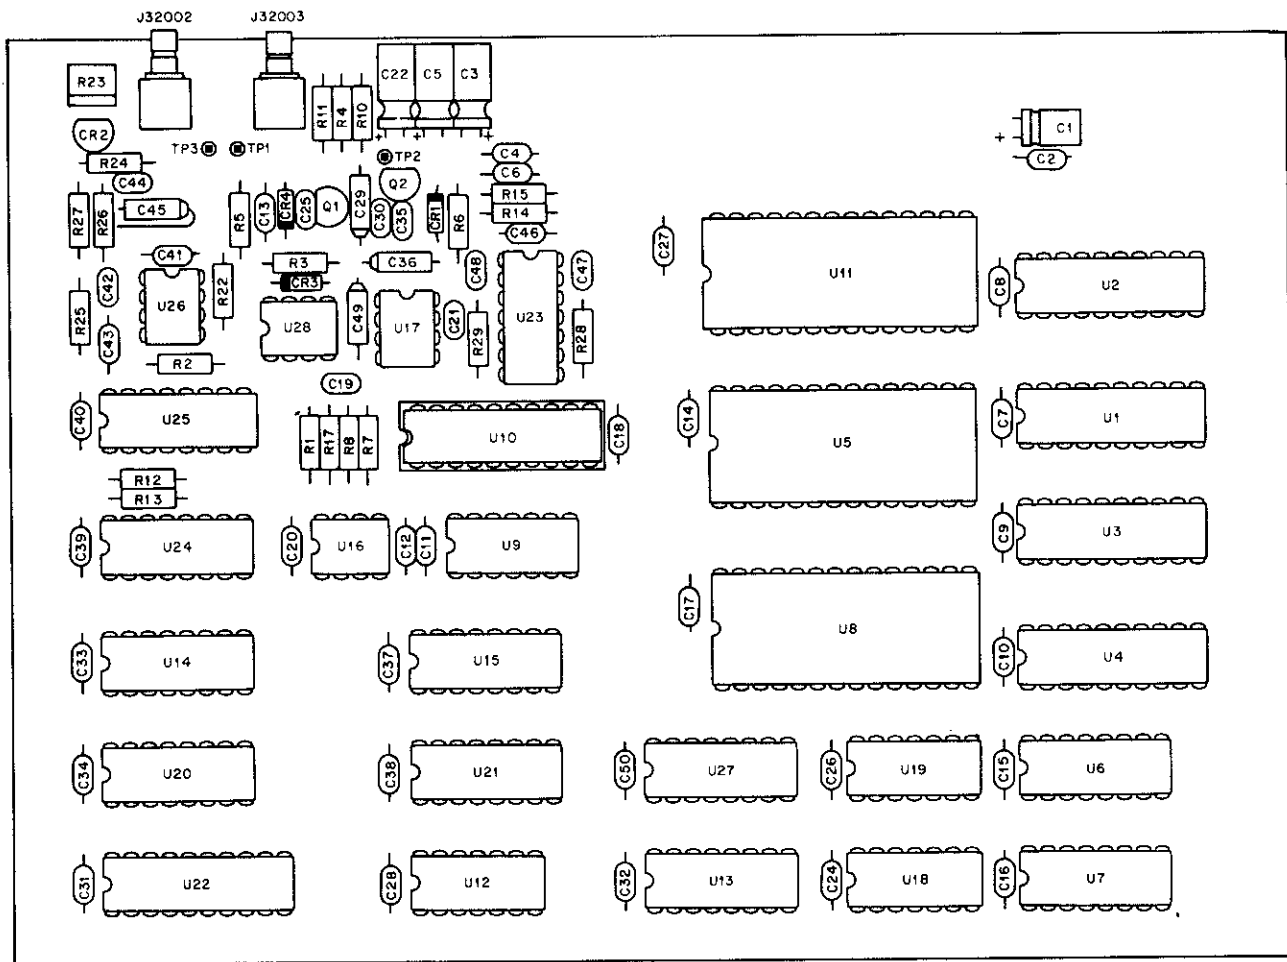 J32002 J32003
R23 C22 C5 C3
R11 R4 R10
+ + +
CR2 TP3 TP1 TP2
C4 + C1
C2
R24 C6
C44 Q2 R15
C45 R14
R27 R26 R5 C13 CR4 C25 Q1 C29 C30 C35 CR1 R6 C46
C27 U11 C8 U2
C41 R3 C36 C48 C47
C42 R22 CR3
R25 U26 U28 C49 U17 C21 R29 U23 R28
C43 R2
C19
C40 U25 R1 R17 R8 R7 U10 C18 C14 U5 C7 U1
R12
R13
C39 U24 C20 U16 C12 C11 U9 C9 U3
C17 U8
C33 U14 C37 U15 C10 U4
C34 U20 C38 U21 C50 U27 C26 U19 C15 U6
C31 U22 C28 U12 C32 U13 C24 U18 C16 U7